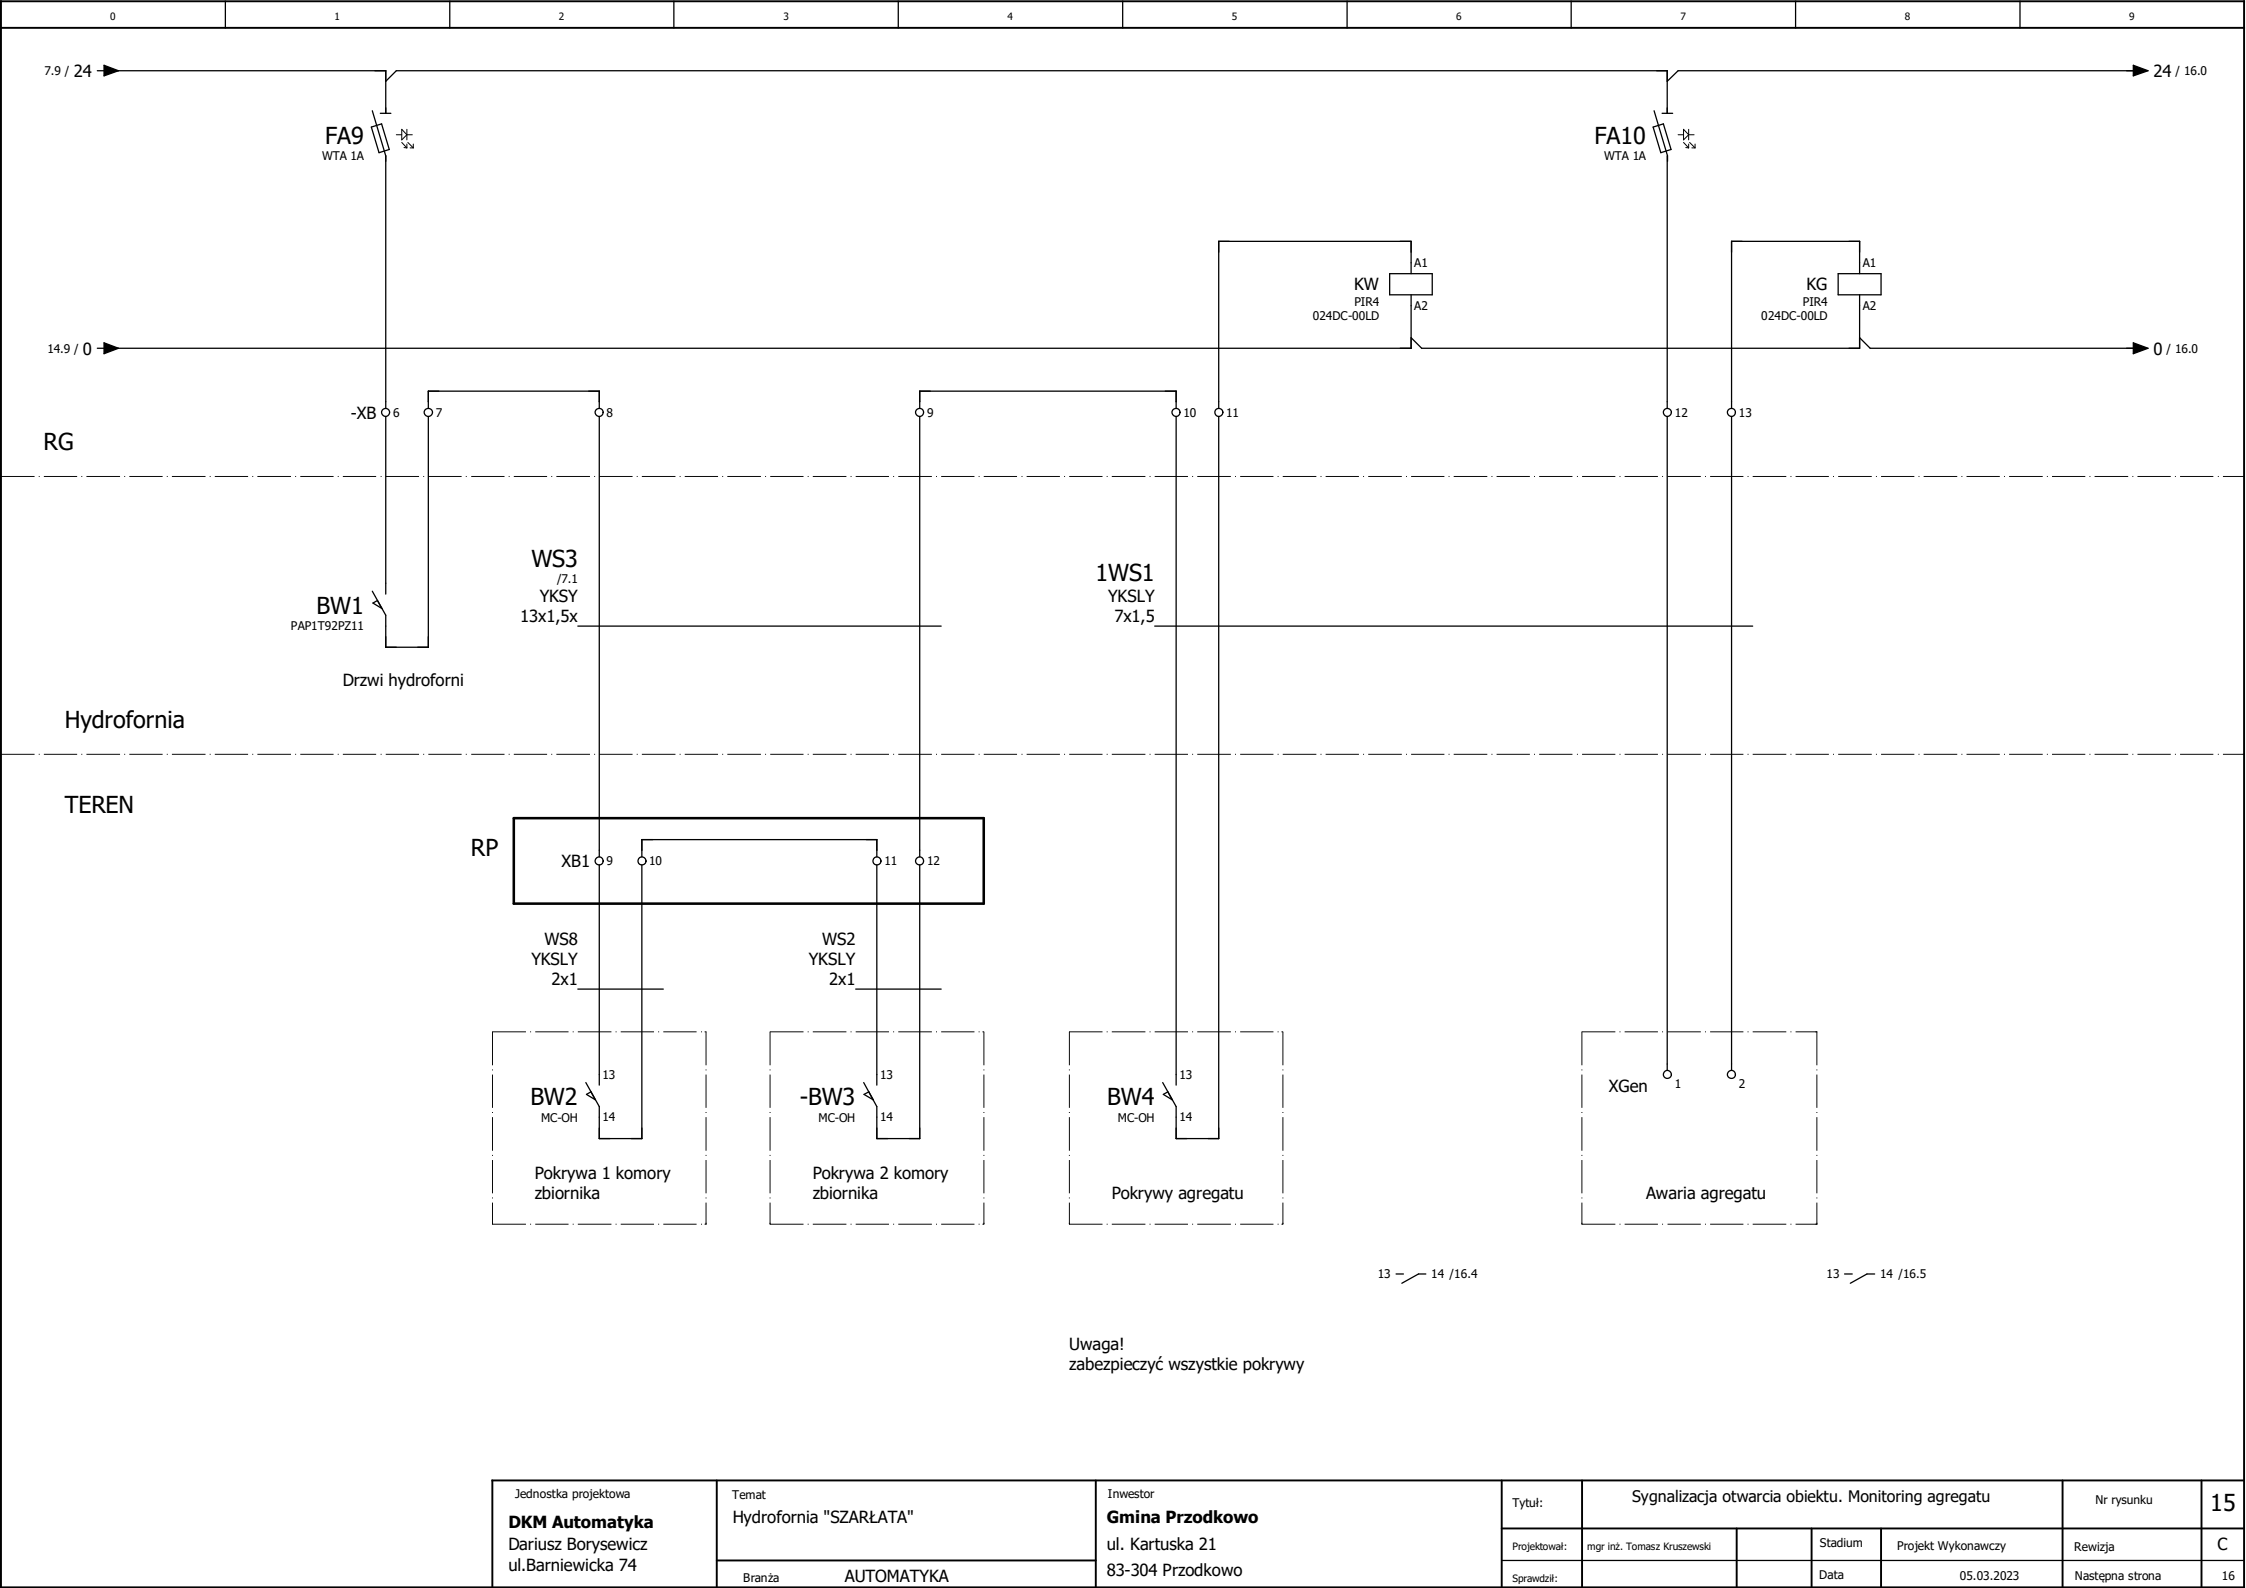 0 1 2 3 4 5 6 7 8 9
7.9 / 24
24 / 16.0
FA9
WTA 1A
FA10
WTA 1A
KW
PIR4
024DC-00LD
A1
A2
KG
PIR4
024DC-00LD
A1
A2
14.9 / 0
0 / 16.0
-XB 6 7 8 9 10 11 12 13
RG
WS3
/7.1
YKSY
13x1,5x
1WS1
YKSLY
7x1,5
BW1
PAP1T92PZ11
Drzwi hydroforni
Hydrofornia
TEREN
RP
XB1 9 10 11 12
WS8
YKSLY
2x1
WS2
YKSLY
2x1
13
BW2
MC-OH
14
Pokrywa 1 komory
zbiornika
13
-BW3
MC-OH
14
Pokrywa 2 komory
zbiornika
13
BW4
MC-OH
14
Pokrywy agregatu
XGen 1 2
Awaria agregatu
13 14 /16.4
13 14 /16.5
Uwaga!
zabezpieczyć wszystkie pokrywy
Jednostka projektowa
DKM Automatyka
Dariusz Borysewicz
ul.Barniewicka 74
Temat
Hydrofornia "SZARŁATA"
Branża AUTOMATYKA
Inwestor
Gmina Przodkowo
ul. Kartuska 21
83-304 Przodkowo
Tytuł: Sygnalizacja otwarcia obiektu. Monitoring agregatu Nr rysunku 15
Projektował: mgr inż. Tomasz Kruszewski Stadium Projekt Wykonawczy Rewizja C
Sprawdził: Data 05.03.2023 Następna strona 16